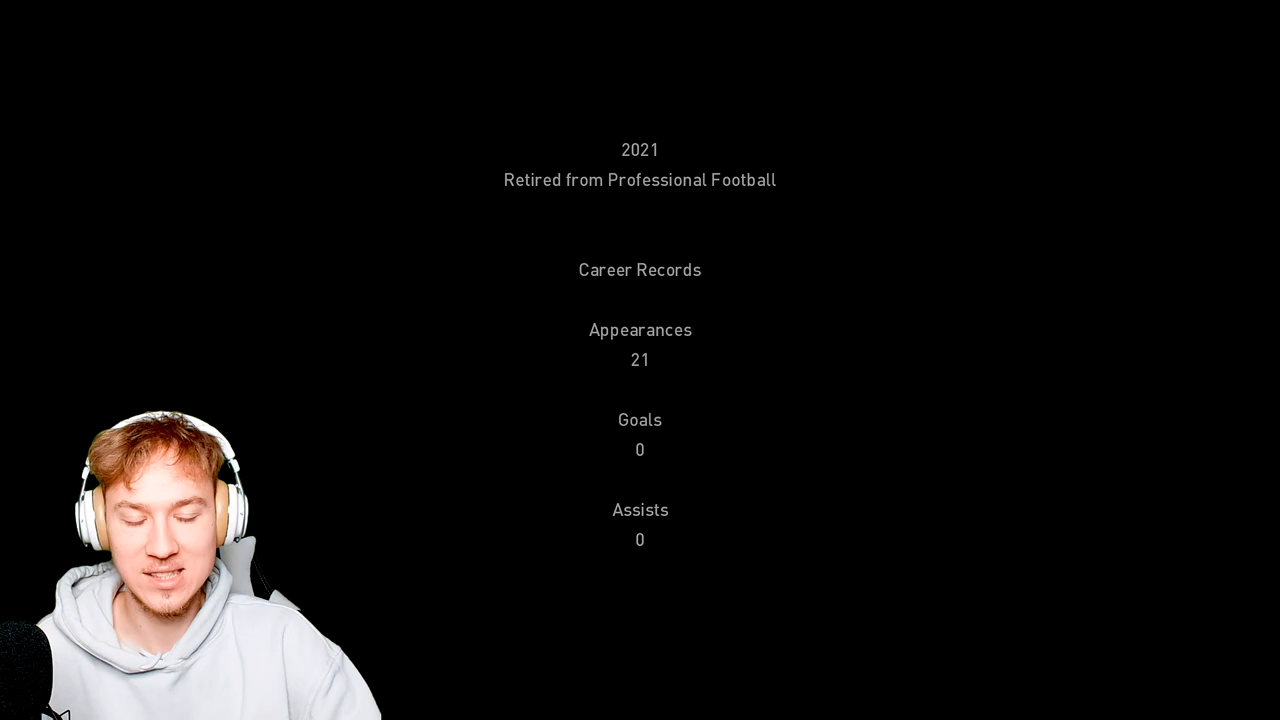 2021
Retired from Professional Football
Career Records
Appearances
21
Goals
0
Assists
0